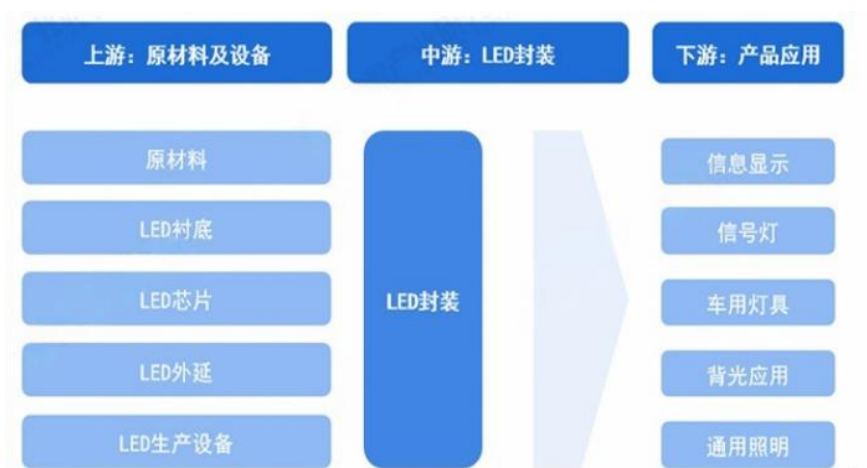 上游：原材料及设备
中游：LED封装
下游：产品应用
原材料
LED衬底
LED芯片
LED外延
LED生产设备
LED封装
信息显示
信号灯
车用灯具
背光应用
通用照明